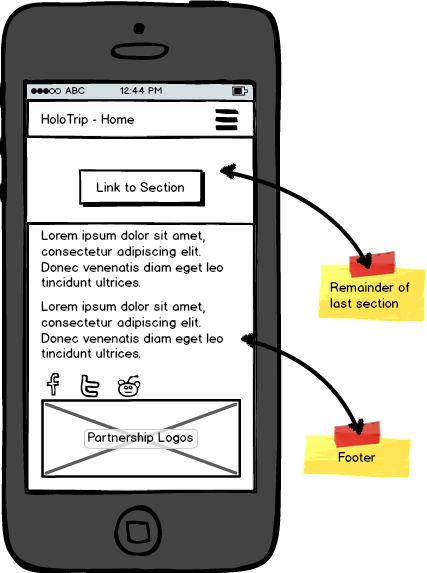 ABC 12:44 PM
HoloTrip - Home
Link to Section
Lorem ipsum dolor sit amet,
consectetur adipiscing elit.
Donec venenatis diam eget leo
tincidunt ultrices.
Lorem ipsum dolor sit amet,
consectetur adipiscing elit.
Donec venenatis diam eget leo
tincidunt ultrices.
Partnership Logos
Remainder of
last section
Footer